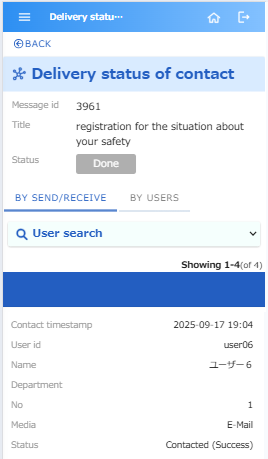 Delivery statu···
BACK
Delivery status of contact
Message id 3961
Title registration for the situation about
your safety
Status Done
BY SEND/RECEIVE BY USERS
User search
Showing 1-4(of 4)
Contact timestamp 2025-09-17 19:04
User id user06
Name ユーザー６
Department
No 1
Media E-Mail
Status Contacted (Success)